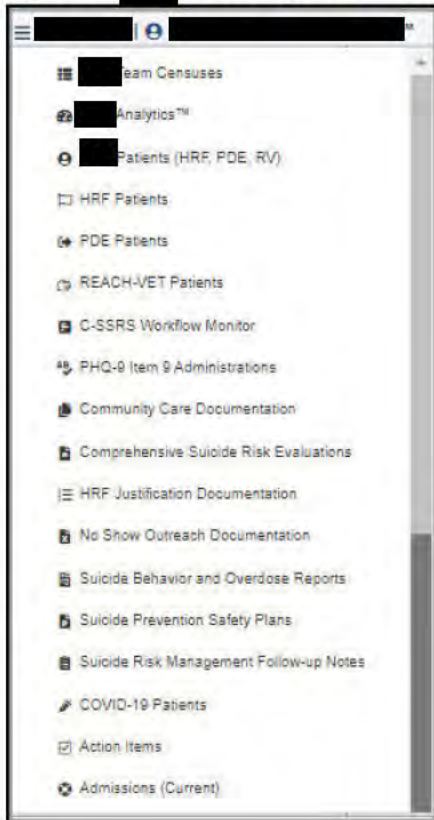 ™
Team Censuses
Analytics™
Patients (HRF, PDE, RV)
HRF Patients
PDE Patients
REACH-VET Patients
C-SSRS Workflow Monitor
PHQ-9 Item 9 Administrations
Community Care Documentation
Comprehensive Suicide Risk Evaluations
HRF Justification Documentation
No Show Outreach Documentation
Suicide Behavior and Overdose Reports
Suicide Prevention Safety Plans
Suicide Risk Management Follow-up Notes
COVID-19 Patients
Action Items
Admissions (Current)